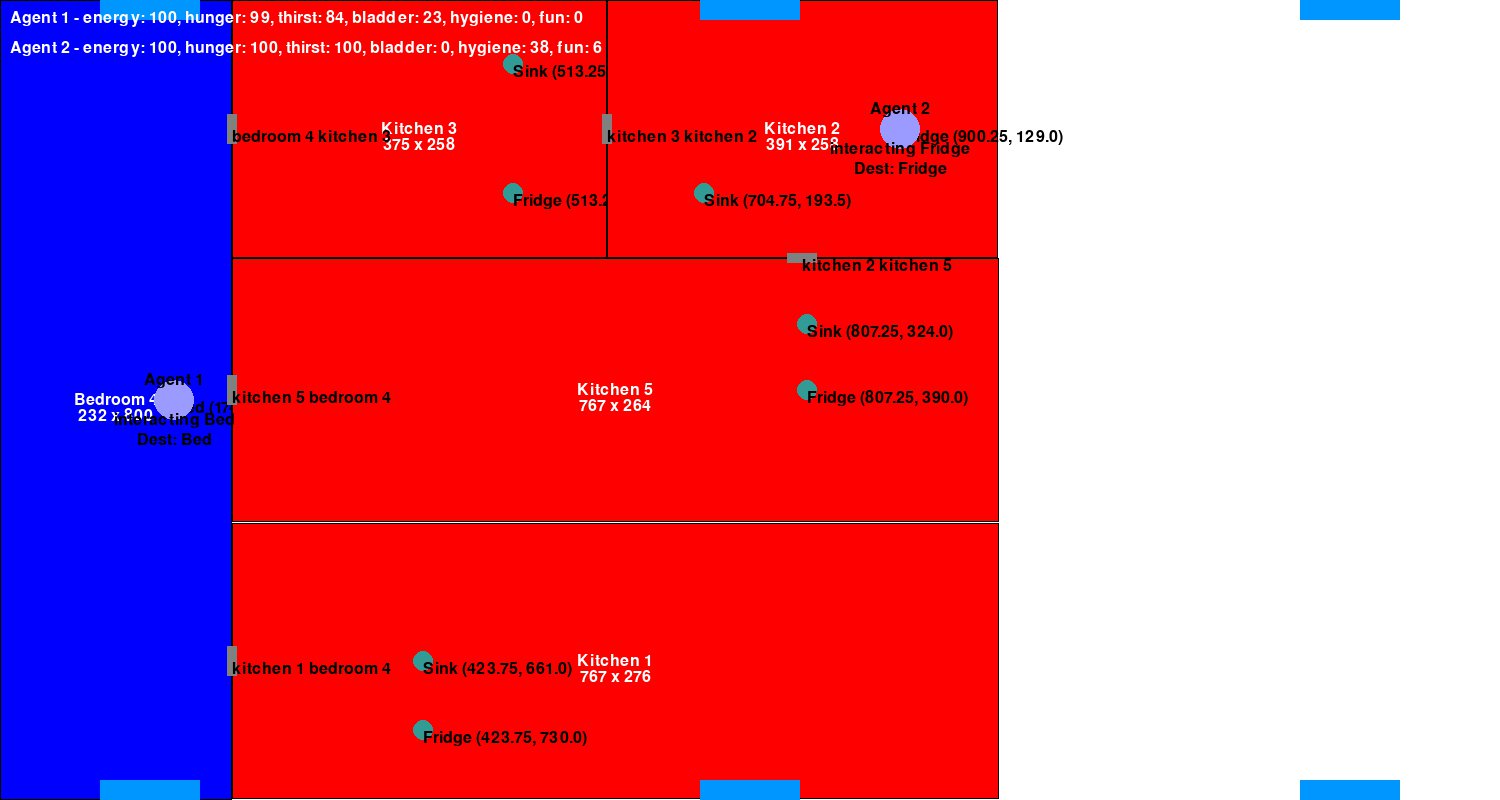 Agent 1 - energy: 100, hunger: 99, thirst: 84, bladder: 23, hygiene: 0, fun: 0
Agent 2 - energy: 100, hunger: 100, thirst: 100, bladder: 0, hygiene: 38, fun: 6
Sink (513.25
Agent 2
bedroom 4 kitchen 3
Kitchen 3
375 x 258
kitchen 3 kitchen 2
Kitchen 2
391 x 258
(900.25, 129.0)
interacting Fridge
Dest: Fridge
Fridge (513.2
Sink (704.75, 193.5)
kitchen 2 kitchen 5
Sink (807.25, 324.0)
Agent 1
Bedroom 4
232 x 800
interacting Bed
Dest: Bed
kitchen 5 bedroom 4
Kitchen 5
767 x 264
Fridge (807.25, 390.0)
kitchen 1 bedroom 4
Sink (423.75, 661.0)
Kitchen 1
767 x 276
Fridge (423.75, 730.0)